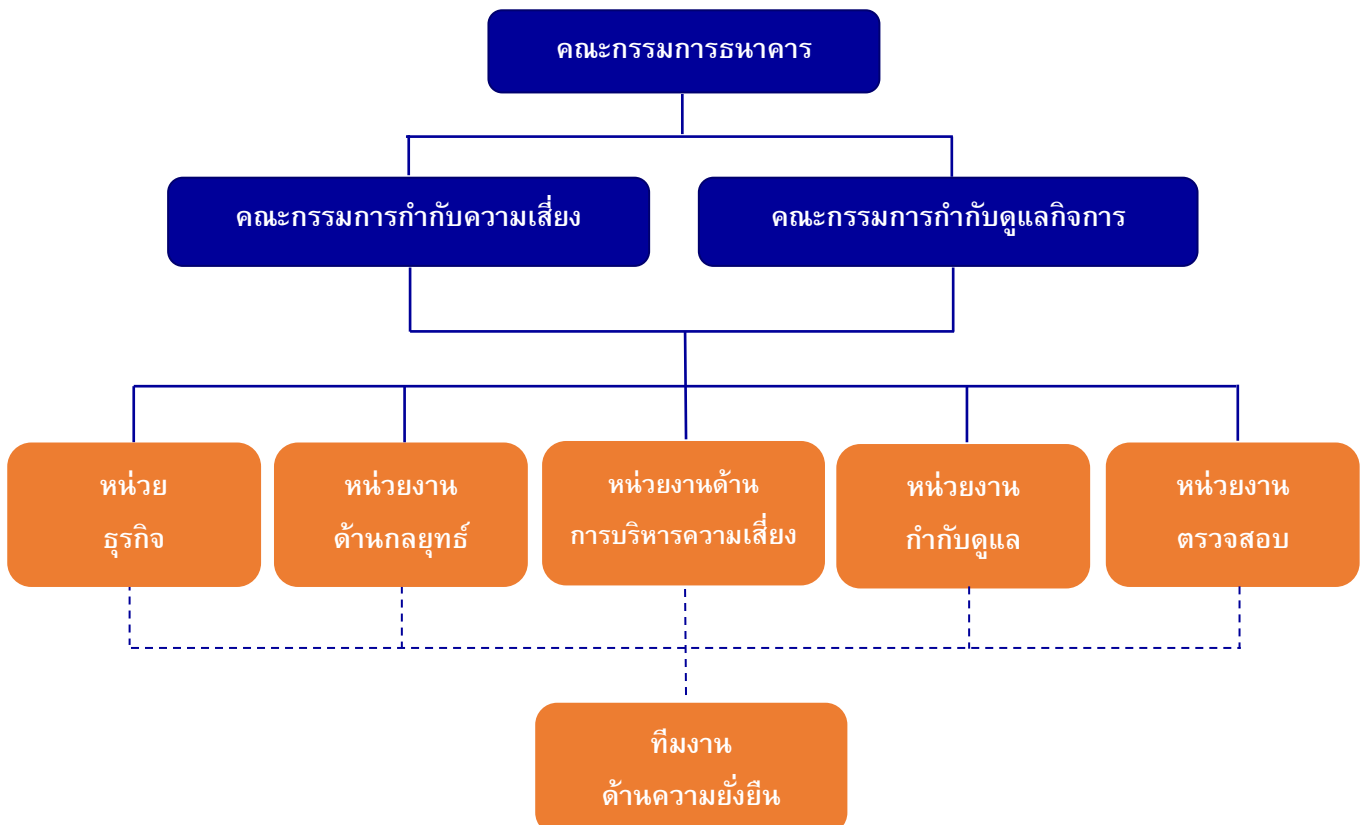 คณะกรรมการธนาคาร
คณะกรรมการกำกับความเสี่ยง
คณะกรรมการกำกับดูแลกิจการ
หน่วย
ธุรกิจ
หน่วยงาน
ด้านกลยุทธ์
หน่วยงานด้าน
การบริหารความเสี่ยง
หน่วยงาน
กำกับดูแล
หน่วยงาน
ตรวจสอบ
ทีมงาน
ด้านความยั่งยืน